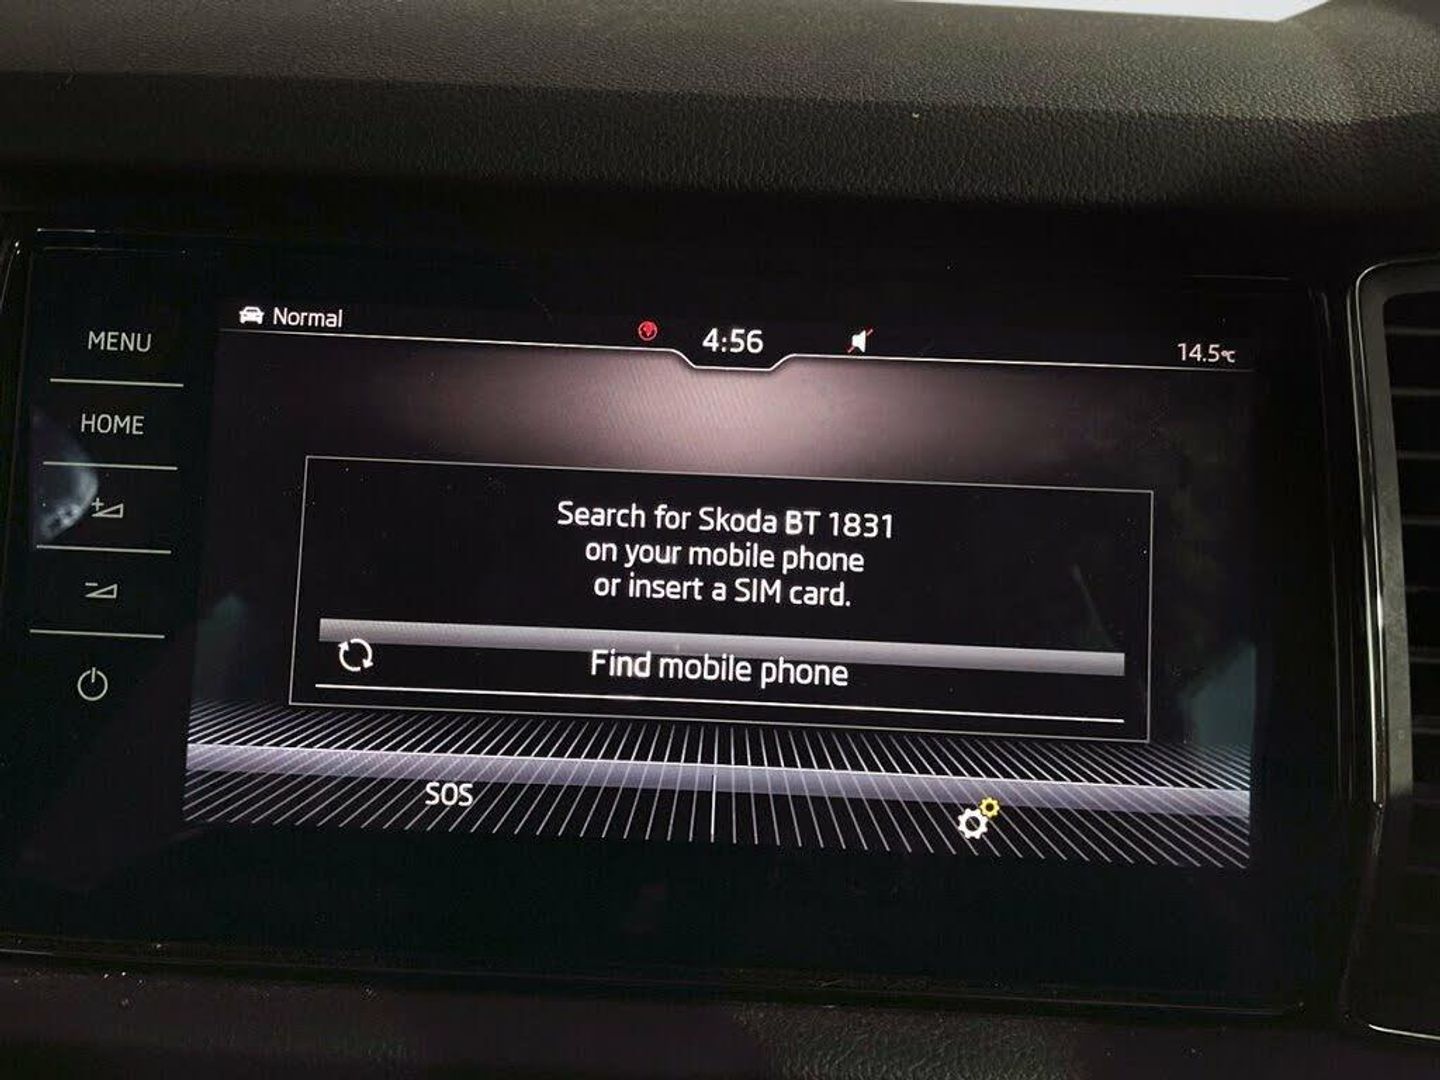 Normal
4:56
14.5°C
MENU
HOME
Search for Skoda BT 1831
on your mobile phone
or insert a SIM card.
Find mobile phone
SOS